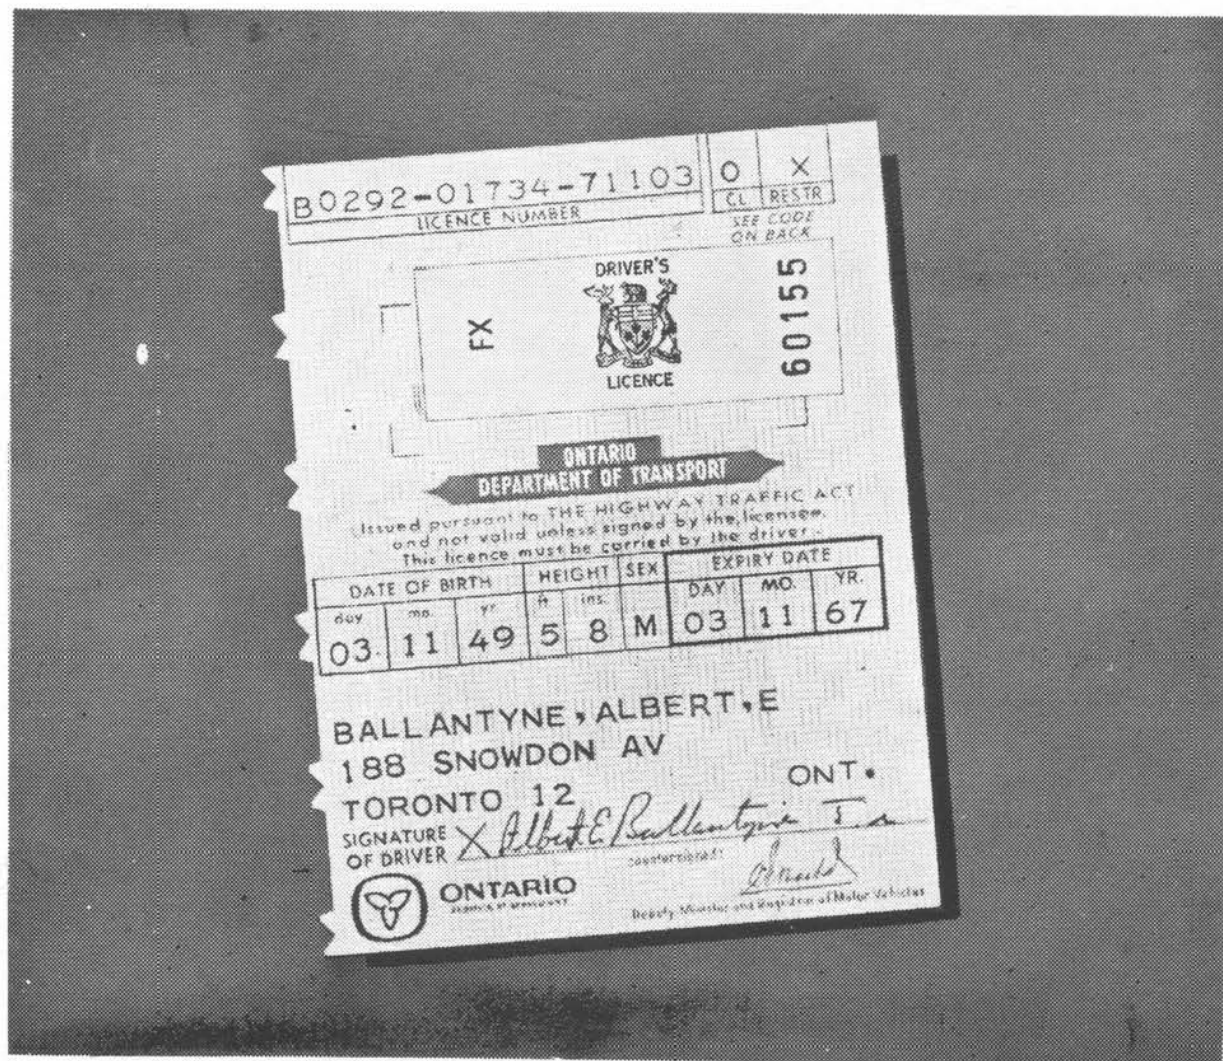 B0292-01734-71103 O X
LICENCE NUMBER CL RESTR
SEE CODE
ON BACK
DRIVER'S
FX 60155
LICENCE
ONTARIO
DEPARTMENT OF TRANSPORT
Issued pursuant to THE HIGHWAY TRAFFIC ACT
and not valid unless signed by the licensee.
This licence must be carried by the driver.
DATE OF BIRTH HEIGHT SEX EXPIRY DATE
day mo. yr. ft ins. DAY MO. YR.
03 11 49 5 8 M 03 11 67
BALLANTYNE, ALBERT, E
188 SNOWDON AV
TORONTO 12 ONT.
SIGNATURE
OF DRIVER X Albert E Ballantyne
countersigned:
ONTARIO
Deputy Minister and Registrar of Motor Vehicles